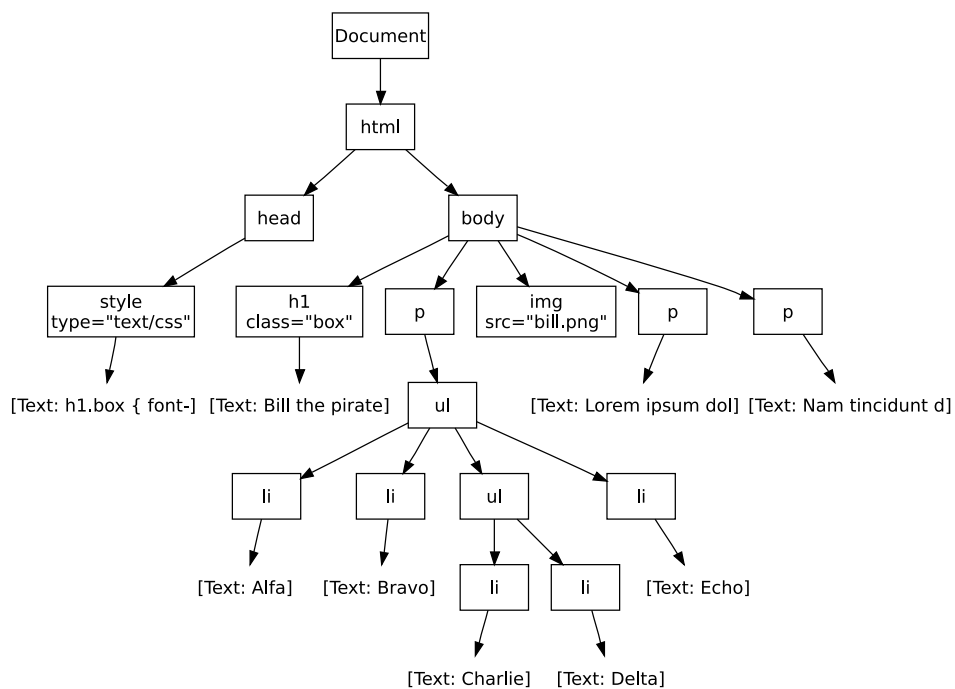 Document
html
head
body
style
type="text/css"
h1
class="box"
p
img
src="bill.png"
p
p
[Text: h1.box { font-]
[Text: Bill the pirate]
ul
[Text: Lorem ipsum dol]
[Text: Nam tincidunt d]
li
li
ul
li
[Text: Alfa]
[Text: Bravo]
li
li
[Text: Echo]
[Text: Charlie]
[Text: Delta]